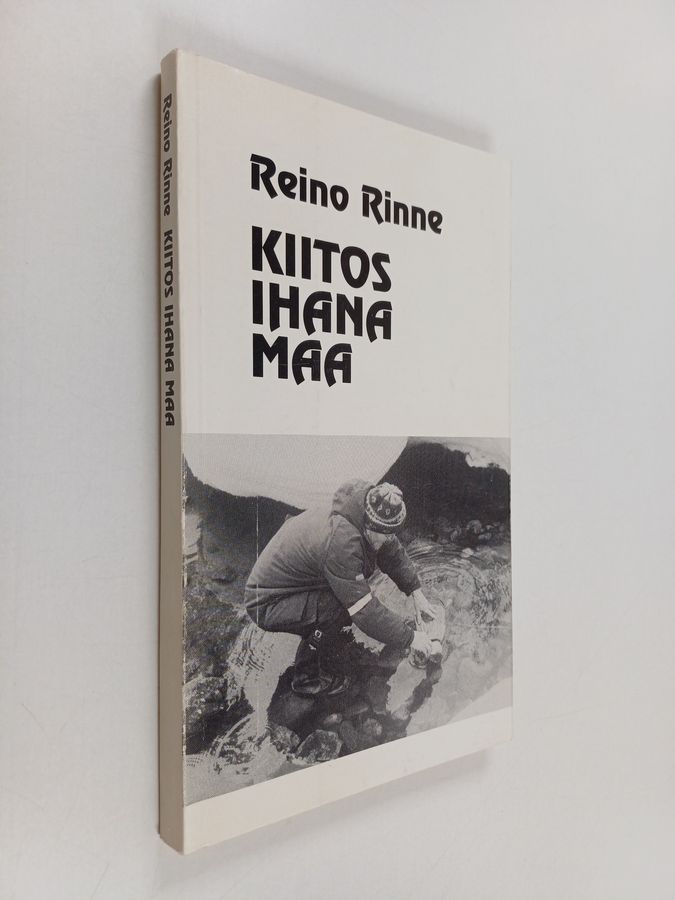 Reino Rinne KIITOS IHANA MAA
Reino Rinne
KIITOS
IHANA
MAA